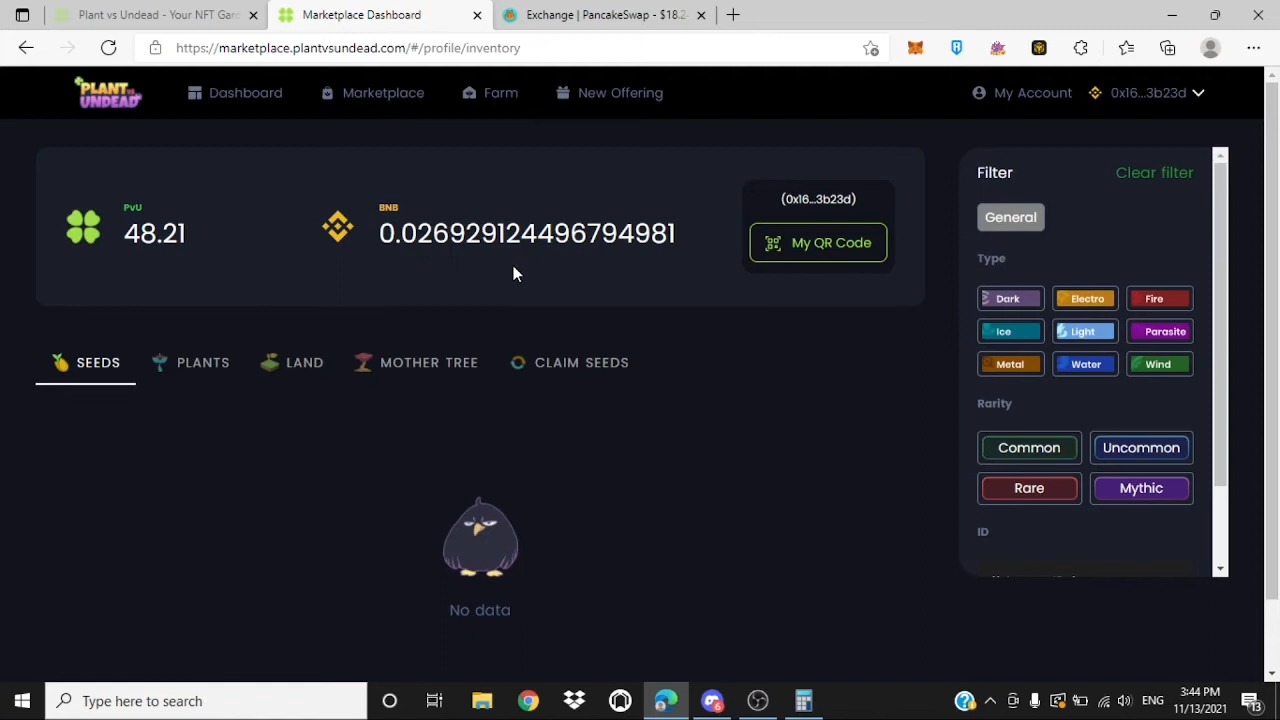 Plant vs Undead - Your NFT Gard
Marketplace Dashboard
Exchange | PancakeSwap - $18.2
https://marketplace.plantvsundead.com/#/profile/inventory
PLANT VS UNDEAD
Dashboard
Marketplace
Farm
New Offering
My Account
0x16...3b23d
PvU
48.21
BNB
0.026929124496794981
(0x16...3b23d)
My QR Code
Filter
Clear filter
General
Type
Dark
Electro
Fire
Ice
Light
Parasite
Metal
Water
Wind
Rarity
Common
Uncommon
Rare
Mythic
ID
SEEDS
PLANTS
LAND
MOTHER TREE
CLAIM SEEDS
No data
Type here to search
6
ENG
3:44 PM
11/13/2021
13